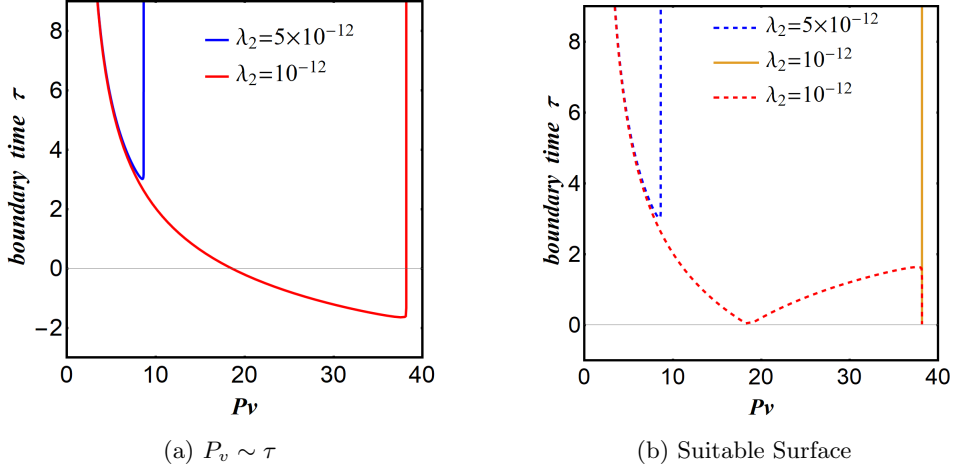 8
6
4
2
0
−2
0
10
20
30
40
boundary time τ
Pv
λ₂=5×10⁻¹²
λ₂=10⁻¹²
(a) Pᵥ ∼ τ
8
6
4
2
0
0
10
20
30
40
boundary time τ
Pv
λ₂=5×10⁻¹²
λ₂=10⁻¹²
λ₂=10⁻¹²
(b) Suitable Surface